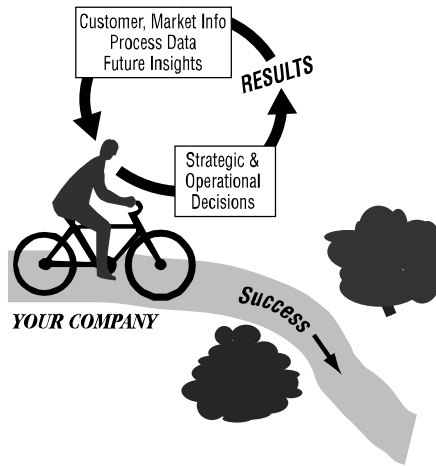 Customer, Market Info
Process Data
Future Insights
RESULTS
Strategic &
Operational
Decisions
YOUR COMPANY
Success